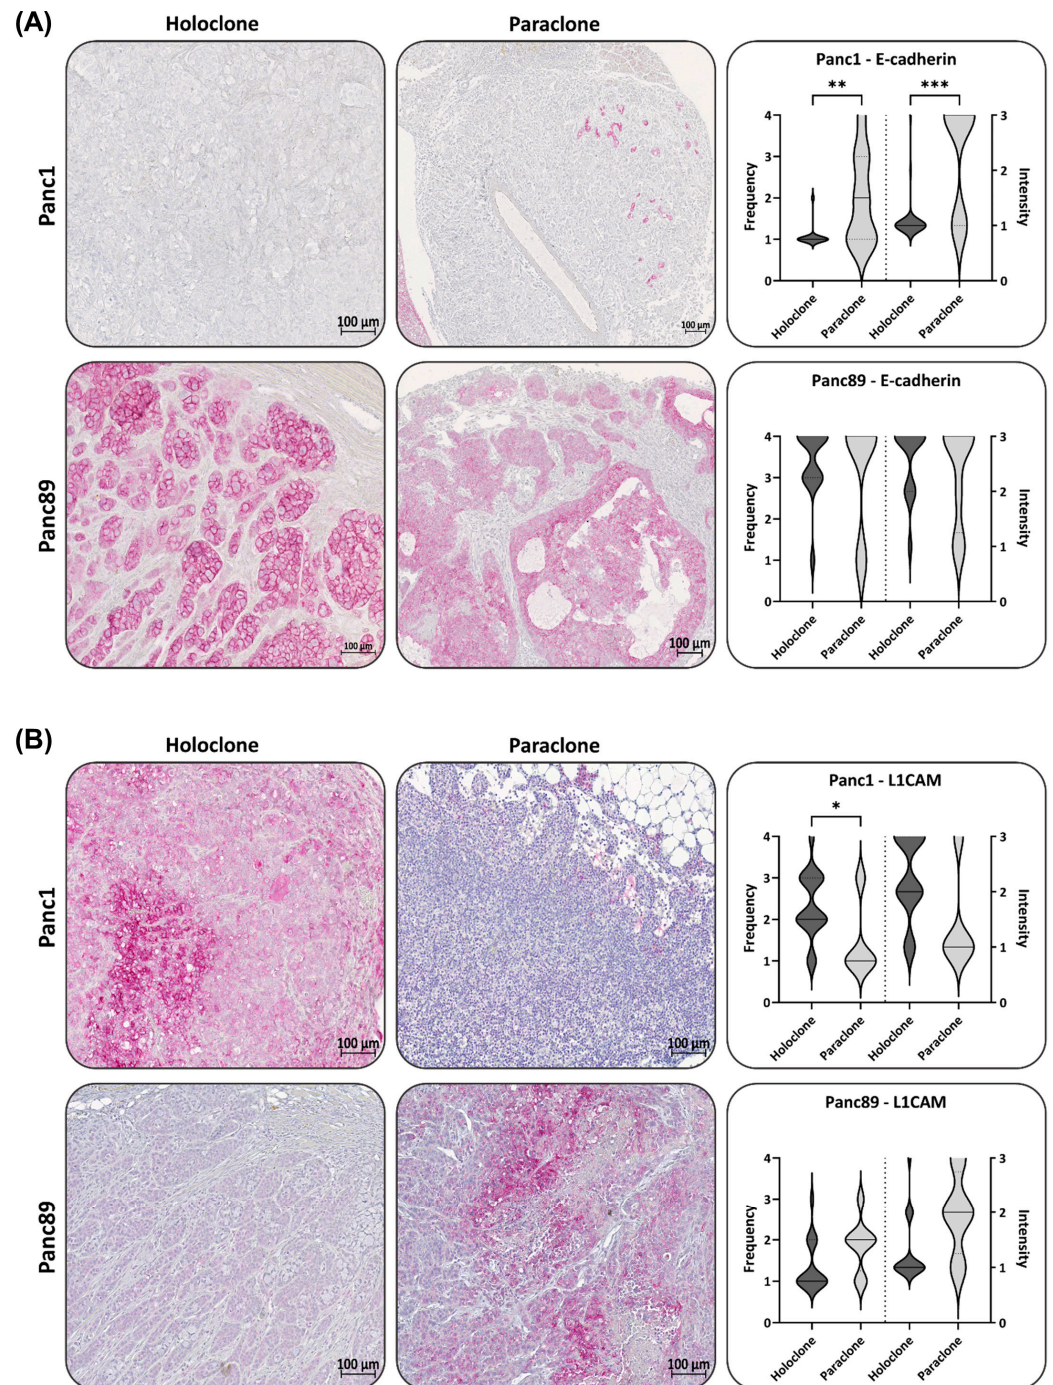 (A)
Holoclone
Paraclone
Panc1
100 µm
100 µm
Panc1 - E-cadherin
** ***
Frequency
4
3
2
1
0
3
2
1
0
Intensity
Holoclone
Paraclone
Holoclone
Paraclone
Panc89
100 µm
100 µm
Panc89 - E-cadherin
Frequency
4
3
2
1
0
3
2
1
0
Intensity
Holoclone
Paraclone
Holoclone
Paraclone
(B)
Holoclone
Paraclone
Panc1
100 µm
100 µm
Panc1 - L1CAM
*
Frequency
4
3
2
1
0
3
2
1
0
Intensity
Holoclone
Paraclone
Holoclone
Paraclone
Panc89
100 µm
100 µm
Panc89 - L1CAM
Frequency
4
3
2
1
0
3
2
1
0
Intensity
Holoclone
Paraclone
Holoclone
Paraclone